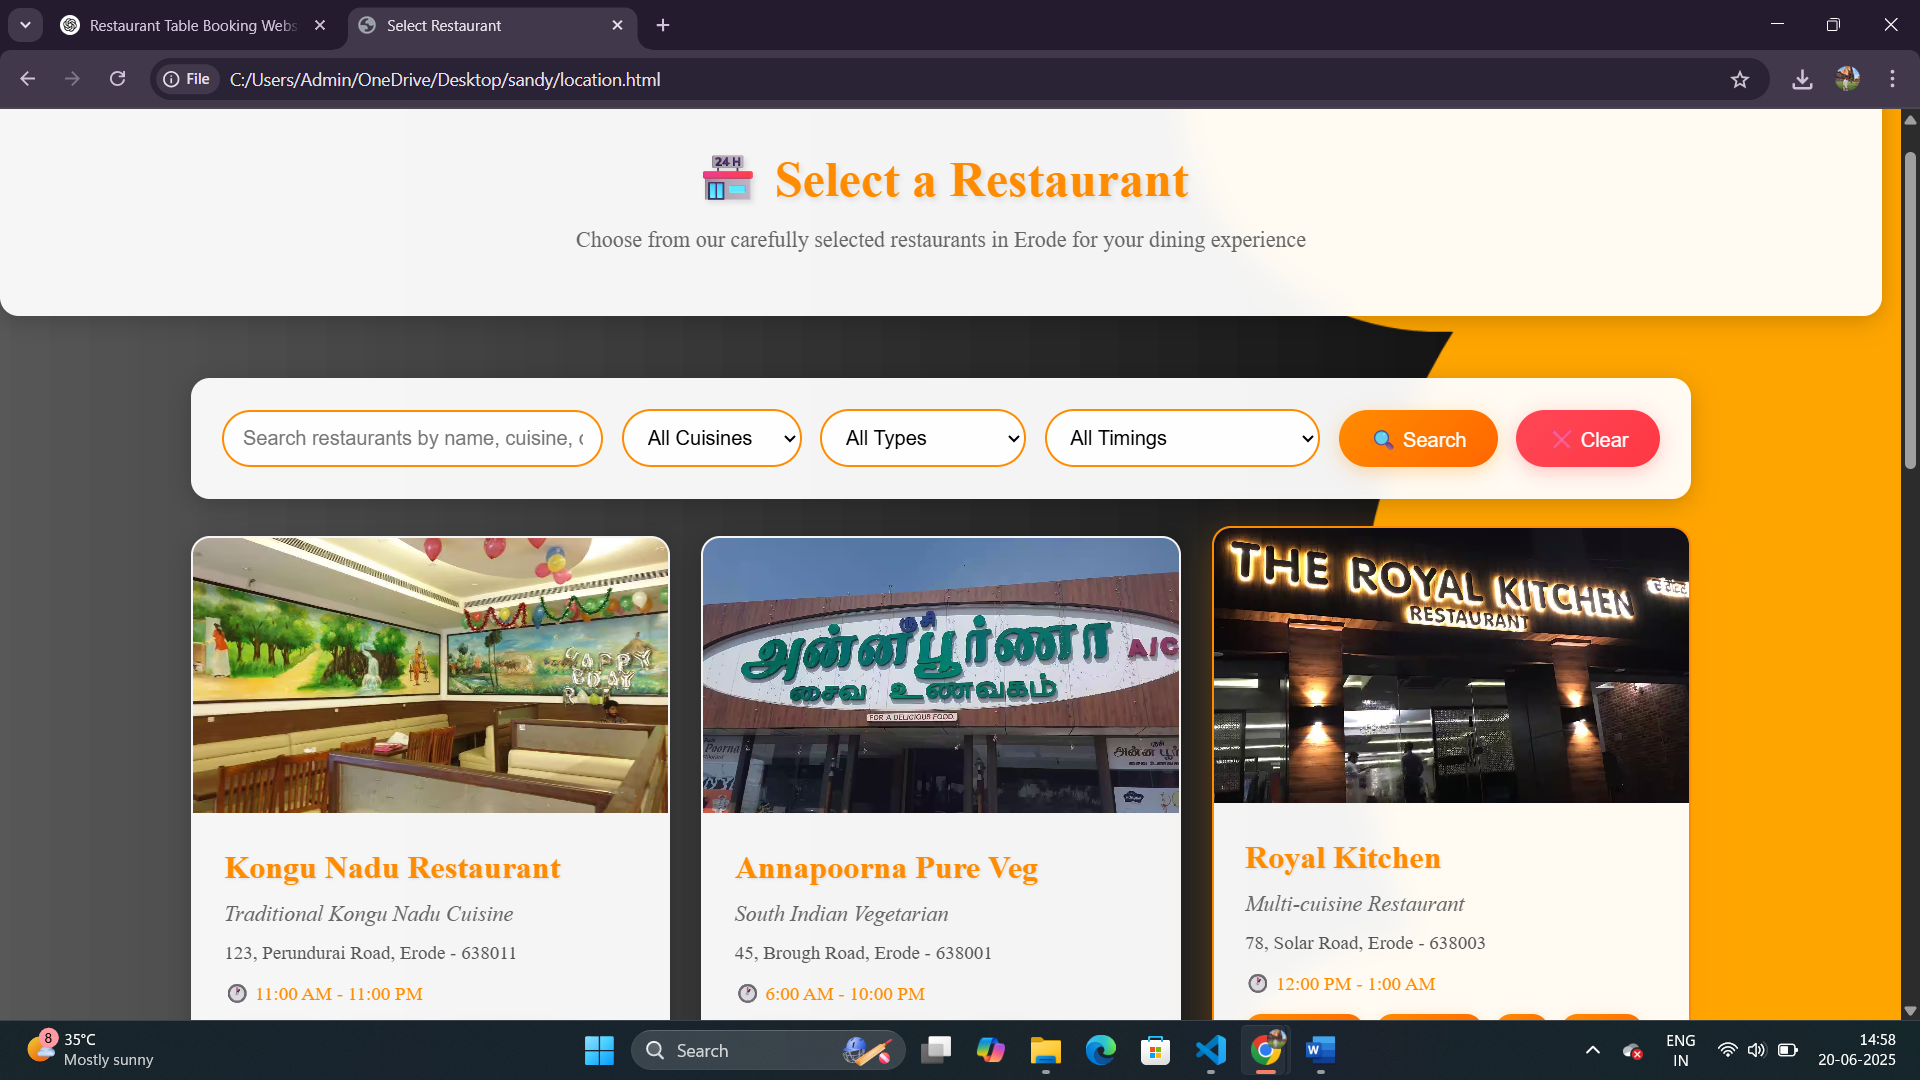 Restaurant Table Booking Webs
Select Restaurant
File
C:/Users/Admin/OneDrive/Desktop/sandy/location.html
24 H
Select a Restaurant
Choose from our carefully selected restaurants in Erode for your dining experience
Search restaurants by name, cuisine, c
All Cuisines
All Types
All Timings
Search
Clear
HAPPY
BDAY
குசி
அன்னபூர்ணா
A/C
சைவ உணவகம்
FOR A DELICIOUS FOOD.
Poorna
THE ROYAL KITCHEN
RESTAURANT
Kongu Nadu Restaurant
Traditional Kongu Nadu Cuisine
123, Perundurai Road, Erode - 638011
11:00 AM - 11:00 PM
Annapoorna Pure Veg
South Indian Vegetarian
45, Brough Road, Erode - 638001
6:00 AM - 10:00 PM
Royal Kitchen
Multi-cuisine Restaurant
78, Solar Road, Erode - 638003
12:00 PM - 1:00 AM
8
35°C
Mostly sunny
Search
ENG
IN
14:58
20-06-2025